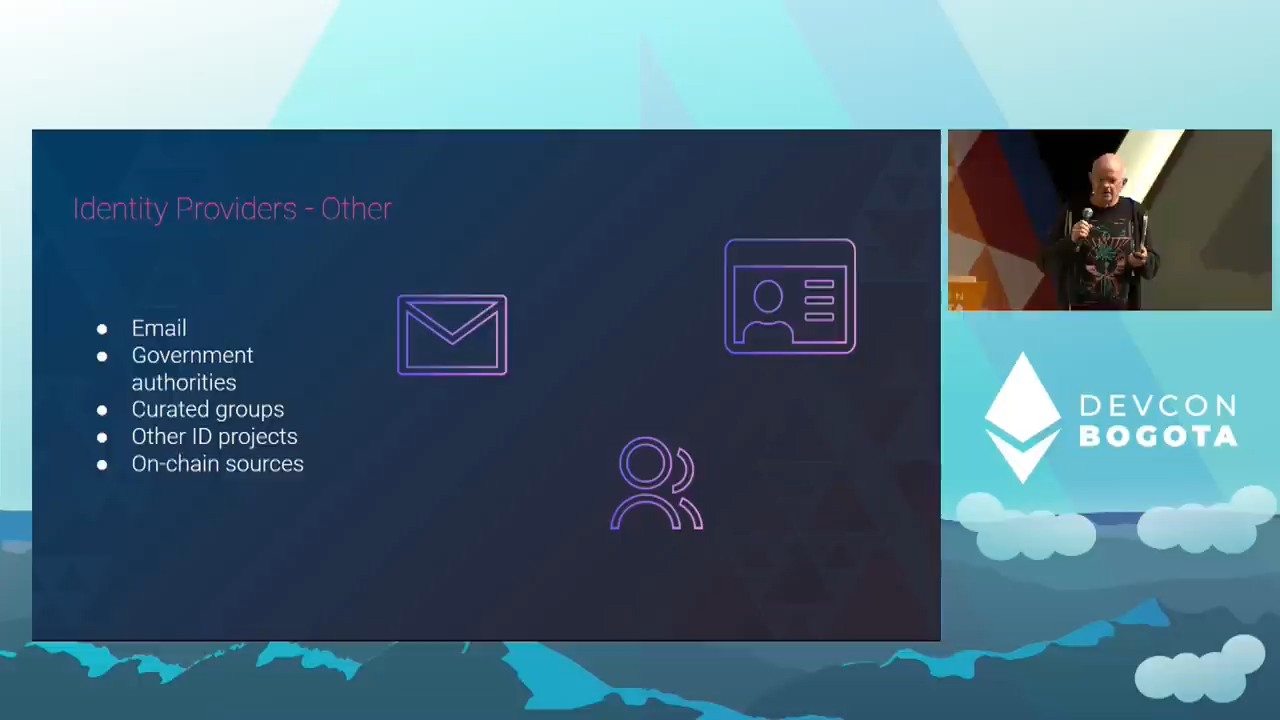 Identity Providers - Other
● Email
● Government
authorities
● Curated groups
● Other ID projects
● On-chain sources
DEVCON
BOGOTA